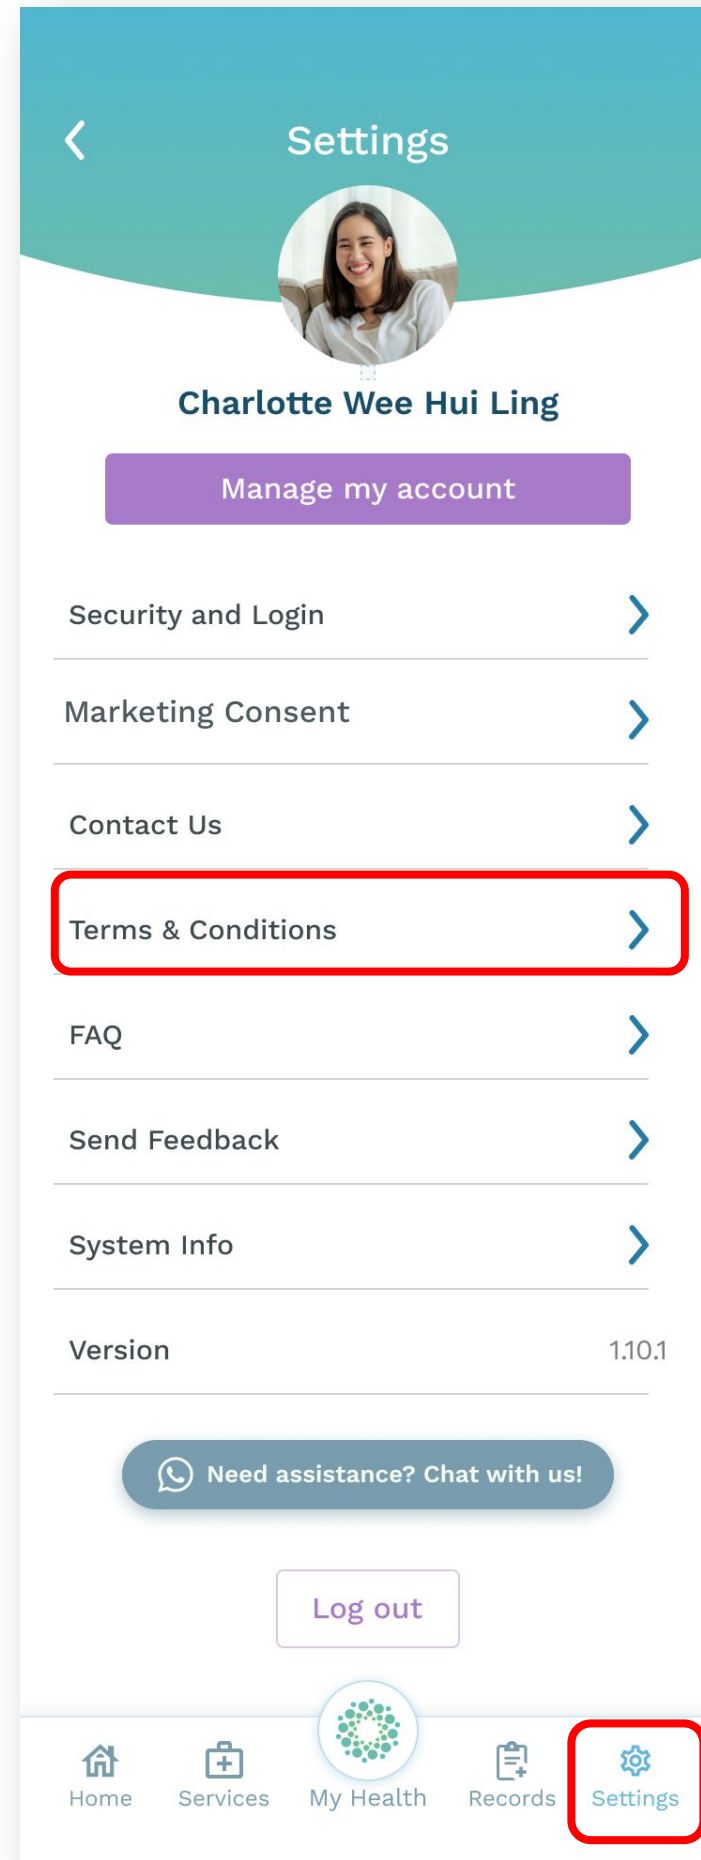 Settings
Charlotte Wee Hui Ling
Manage my account
Security and Login
Marketing Consent
Contact Us
Terms & Conditions
FAQ
Send Feedback
System Info
Version 1.10.1
Need assistance? Chat with us!
Log out
Home Services My Health Records Settings